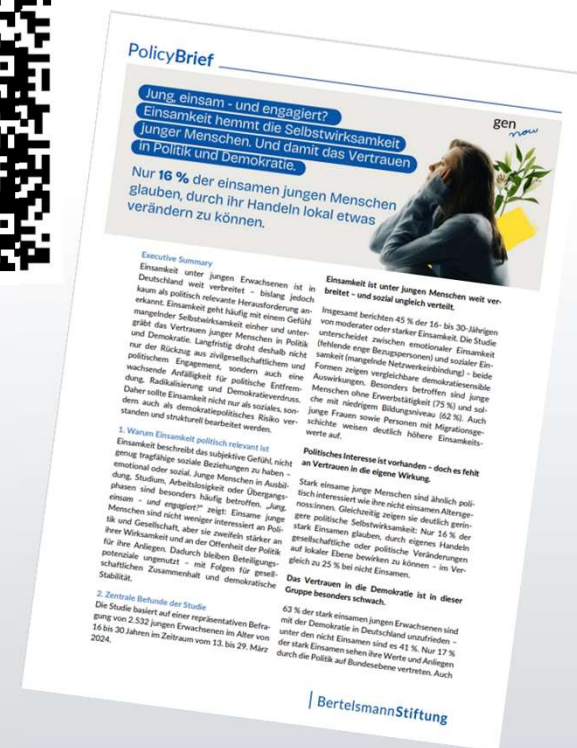 PolicyBrief
Jung, einsam - und engagiert?
Einsamkeit hemmt die Selbstwirksamkeit
junger Menschen. Und damit das Vertrauen
in Politik und Demokratie.
Nur 16 % der einsamen jungen Menschen
glauben, durch ihr Handeln lokal etwas
verändern zu können.
gen
now
Executive Summary
Einsamkeit unter jungen Erwachsenen ist in
Deutschland weit verbreitet – bislang jedoch
kaum als politisch relevante Herausforderung an-
erkannt. Einsamkeit geht häufig mit einem Gefühl
mangelnder Selbstwirksamkeit einher und unter-
gräbt das Vertrauen junger Menschen in Politik
und Demokratie. Langfristig droht deshalb nicht
nur der Rückzug aus zivilgesellschaftlichem und
politischem Engagement, sondern auch eine
wachsende Anfälligkeit für politische Entfrem-
dung, Radikalisierung und Demokratieverdruss.
Daher sollte Einsamkeit nicht nur als soziales, son-
dern auch als demokratiepolitisches Risiko ver-
standen und strukturell bearbeitet werden.
1. Warum Einsamkeit politisch relevant ist
Einsamkeit beschreibt das subjektive Gefühl, nicht
genug tragfähige soziale Beziehungen zu haben –
emotional oder sozial. Junge Menschen in Ausbil-
dung, Studium, Arbeitslosigkeit oder Übergangs-
phasen sind besonders häufig betroffen. „Jung,
einsam – und engagiert?" zeigt: Einsame junge
Menschen sind nicht weniger interessiert an Poli-
tik und Gesellschaft, aber sie zweifeln stärker an
ihrer Wirksamkeit und an der Offenheit der Politik
für ihre Anliegen. Dadurch bleiben Beteiligungs-
potenziale ungenutzt – mit Folgen für gesell-
schaftlichen Zusammenhalt und demokratische
Stabilität.
2. Zentrale Befunde der Studie
Die Studie basiert auf einer repräsentativen Befra-
gung von 2.532 jungen Erwachsenen im Alter von
16 bis 30 Jahren im Zeitraum vom 13. bis 29. März
2024.
Einsamkeit ist unter jungen Menschen weit ver-
breitet – und sozial ungleich verteilt.
Insgesamt berichten 45 % der 16- bis 30-Jährigen
von moderater oder starker Einsamkeit. Die Studie
unterscheidet zwischen emotionaler Einsamkeit
(fehlende enge Bezugspersonen) und sozialer Ein-
samkeit (mangelnde Netzwerkeinbindung) – beide
Formen zeigen vergleichbare demokratiesensible
Auswirkungen. Besonders betroffen sind junge
Menschen ohne Erwerbstätigkeit (75 %) und sol-
che mit niedrigem Bildungsniveau (62 %). Auch
junge Frauen sowie Personen mit Migrationsge-
schichte weisen deutlich höhere Einsamkeits-
werte auf.
Politisches Interesse ist vorhanden – doch es fehlt
an Vertrauen in die eigene Wirkung.
Stark einsame junge Menschen sind ähnlich poli-
tisch interessiert wie ihre nicht einsamen Altersge-
noss:innen. Gleichzeitig zeigen sie deutlich gerin-
gere politische Selbstwirksamkeit: Nur 16 % der
stark Einsamen glauben, durch eigenes Handeln
gesellschaftliche oder politische Veränderungen
auf lokaler Ebene bewirken zu können – im Ver-
gleich zu 25 % bei nicht Einsamen.
Das Vertrauen in die Demokratie ist in dieser
Gruppe besonders schwach.
63 % der stark einsamen jungen Erwachsenen sind
mit der Demokratie in Deutschland unzufrieden –
unter den nicht Einsamen sind es 41 %. Nur 17 %
der stark Einsamen sehen ihre Werte und Anliegen
durch die Politik auf Bundesebene vertreten. Auch
BertelsmannStiftung